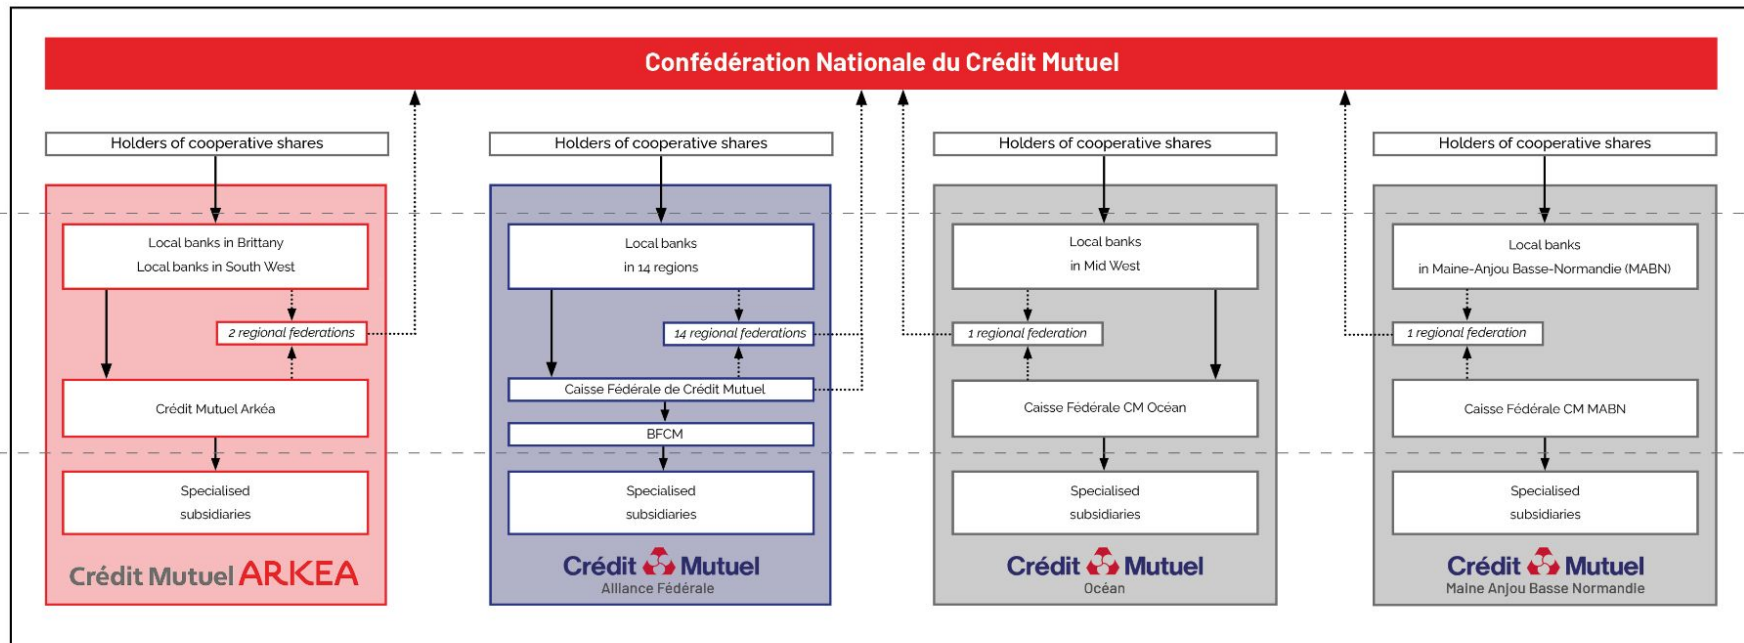 Confédération Nationale du Crédit Mutuel
Holders of cooperative shares
Local banks in Brittany
Local banks in South West
2 regional federations
Crédit Mutuel Arkéa
Specialised
subsidiaries
Crédit Mutuel ARKEA
Holders of cooperative shares
Local banks
in 14 regions
14 regional federations
Caisse Fédérale de Crédit Mutuel
BFCM
Specialised
subsidiaries
Crédit Mutuel
Alliance Fédérale
Holders of cooperative shares
Local banks
in Mid West
1 regional federation
Caisse Fédérale CM Océan
Specialised
subsidiaries
Crédit Mutuel
Océan
Holders of cooperative shares
Local banks
in Maine-Anjou Basse-Normandie (MABN)
1 regional federation
Caisse Fédérale CM MABN
Specialised
subsidiaries
Crédit Mutuel
Maine Anjou Basse Normandie